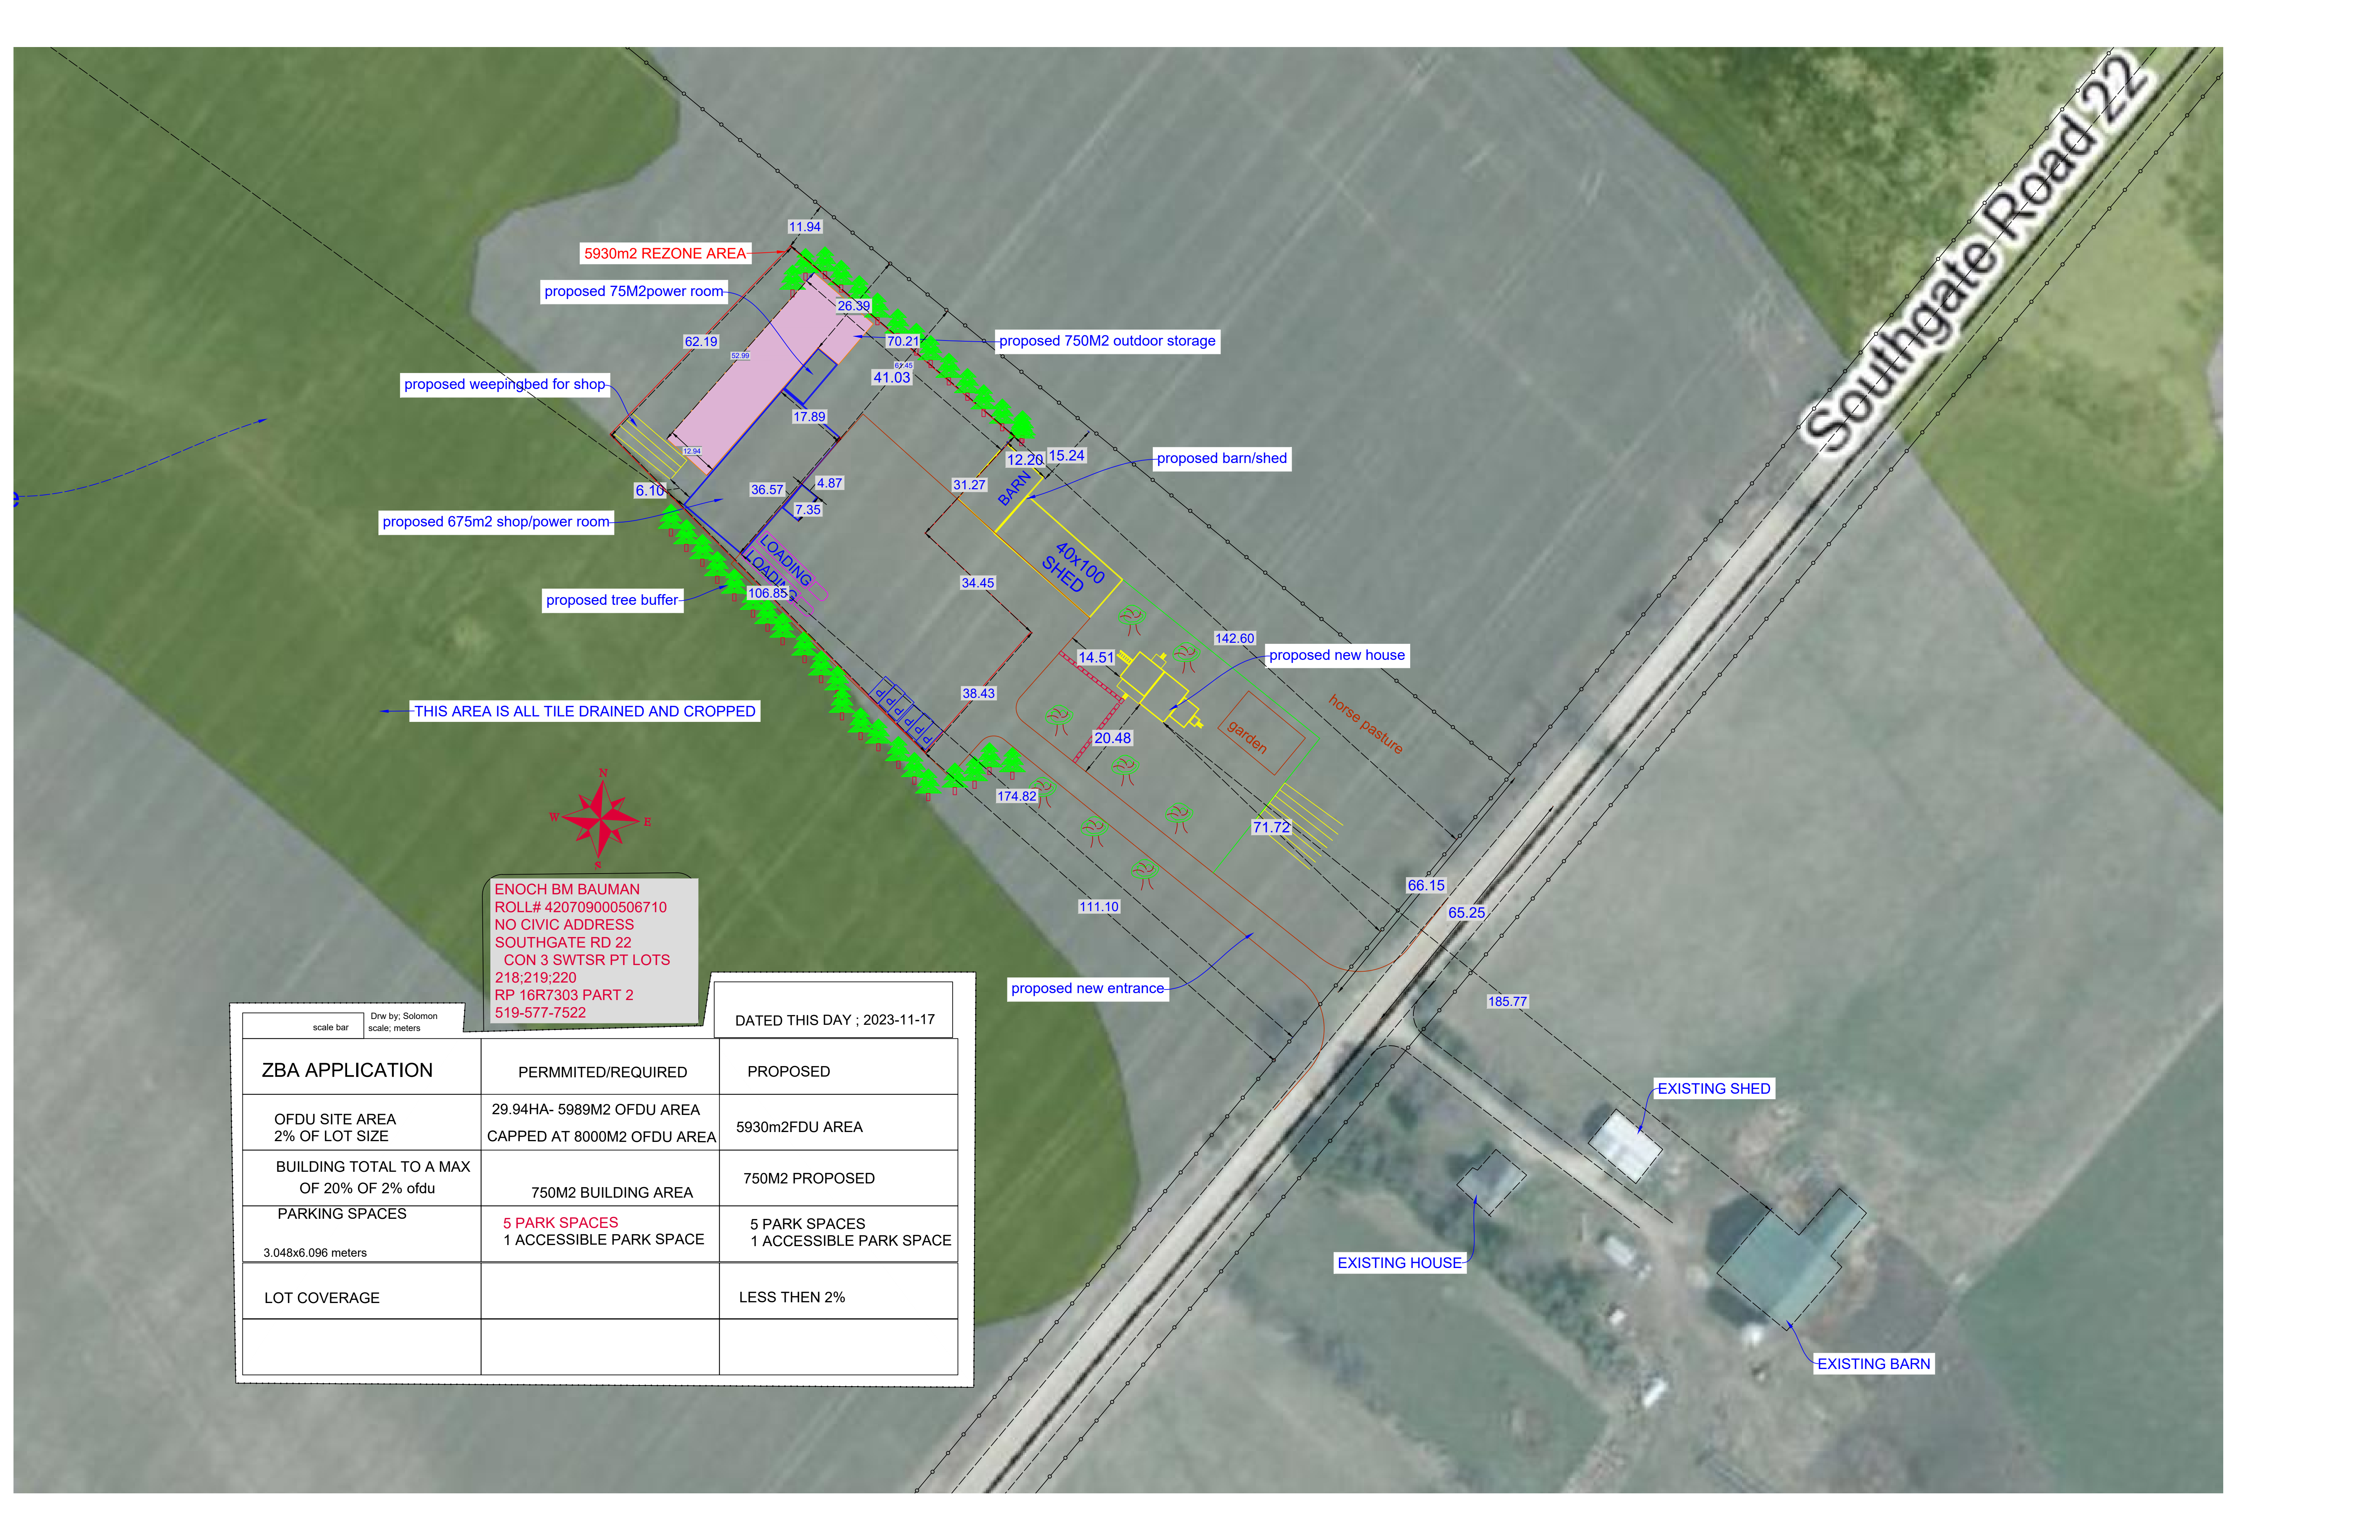 Southgate Road 22
11.94
5930m2 REZONE AREA
proposed 75M2power room
26.39
62.19
52.99
70.21
proposed 750M2 outdoor storage
41.03
proposed weepingbed for shop
17.89
12.94
12.20
15.24
proposed barn/shed
BARN
6.10
36.57
4.87
31.27
7.35
proposed 675m2 shop/power room
LOADING
LOADING
106.85
40x100
SHED
34.45
proposed tree buffer
142.60
14.51
proposed new house
38.43
P P P P P
horse pasture
garden
20.48
THIS AREA IS ALL TILE DRAINED AND CROPPED
174.82
71.72
N
W
E
S
66.15
65.25
111.10
proposed new entrance
185.77
EXISTING SHED
EXISTING HOUSE
EXISTING BARN
ENOCH BM BAUMAN
ROLL# 420709000506710
NO CIVIC ADDRESS
SOUTHGATE RD 22
CON 3 SWTSR PT LOTS
218;219;220
RP 16R7303 PART 2
519-577-7522
scale bar
Drw by; Solomon
scale; meters
DATED THIS DAY ; 2023-11-17
ZBA APPLICATION
PERMMITED/REQUIRED
PROPOSED
OFDU SITE AREA
2% OF LOT SIZE
29.94HA- 5989M2 OFDU AREA
CAPPED AT 8000M2 OFDU AREA
5930m2FDU AREA
BUILDING TOTAL TO A MAX
OF 20% OF 2% ofdu
750M2 BUILDING AREA
750M2 PROPOSED
PARKING SPACES
3.048x6.096 meters
5 PARK SPACES
1 ACCESSIBLE PARK SPACE
5 PARK SPACES
1 ACCESSIBLE PARK SPACE
LOT COVERAGE
LESS THEN 2%